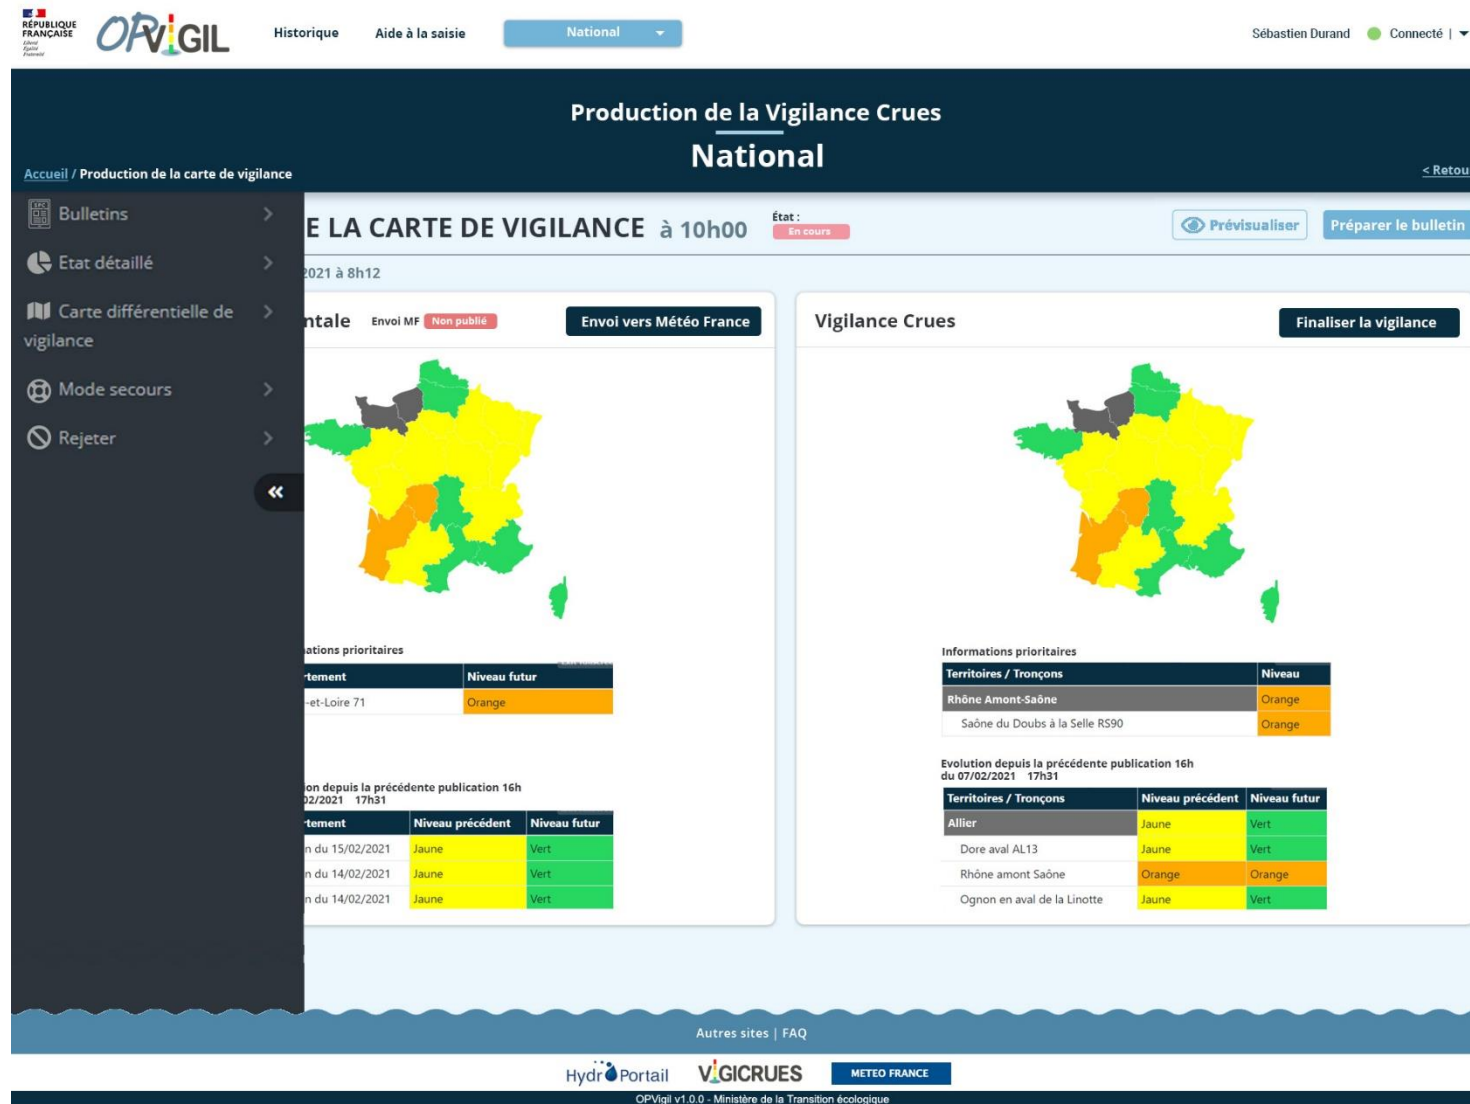 RÉPUBLIQUE
FRANÇAISE
Liberté
Égalité
Fraternité
OPViGIL
Historique
Aide à la saisie
National
Sébastien Durand
Connecté |
Production de la Vigilance Crues
National
Accueil / Production de la carte de vigilance
< Retou
Bulletins
Etat détaillé
Carte différentielle de
vigilance
Mode secours
Rejeter
E LA CARTE DE VIGILANCE à 10h00
État :
En cours
Prévisualiser
Préparer le bulletin
2021 à 8h12
ntale Envoi MF Non publié
Envoi vers Météo France
ations prioritaires
rtement Niveau futur
-et-Loire 71 Orange
ion depuis la précédente publication 16h
02/2021 17h31
rtement Niveau précédent Niveau futur
n du 15/02/2021 Jaune Vert
n du 14/02/2021 Jaune Vert
n du 14/02/2021 Jaune Vert
Vigilance Crues
Finaliser la vigilance
Informations prioritaires
Territoires / Tronçons Niveau
Rhône Amont-Saône Orange
Saône du Doubs à la Selle RS90 Orange
Evolution depuis la précédente publication 16h
du 07/02/2021 17h31
Territoires / Tronçons Niveau précédent Niveau futur
Allier Jaune Vert
Dore aval AL13 Jaune Vert
Rhône amont Saône Orange Orange
Ognon en aval de la Linotte Jaune Vert
Autres sites | FAQ
HydroPortail
ViGICRUES
METEO FRANCE
OPVigil v1.0.0 - Ministère de la Transition écologique